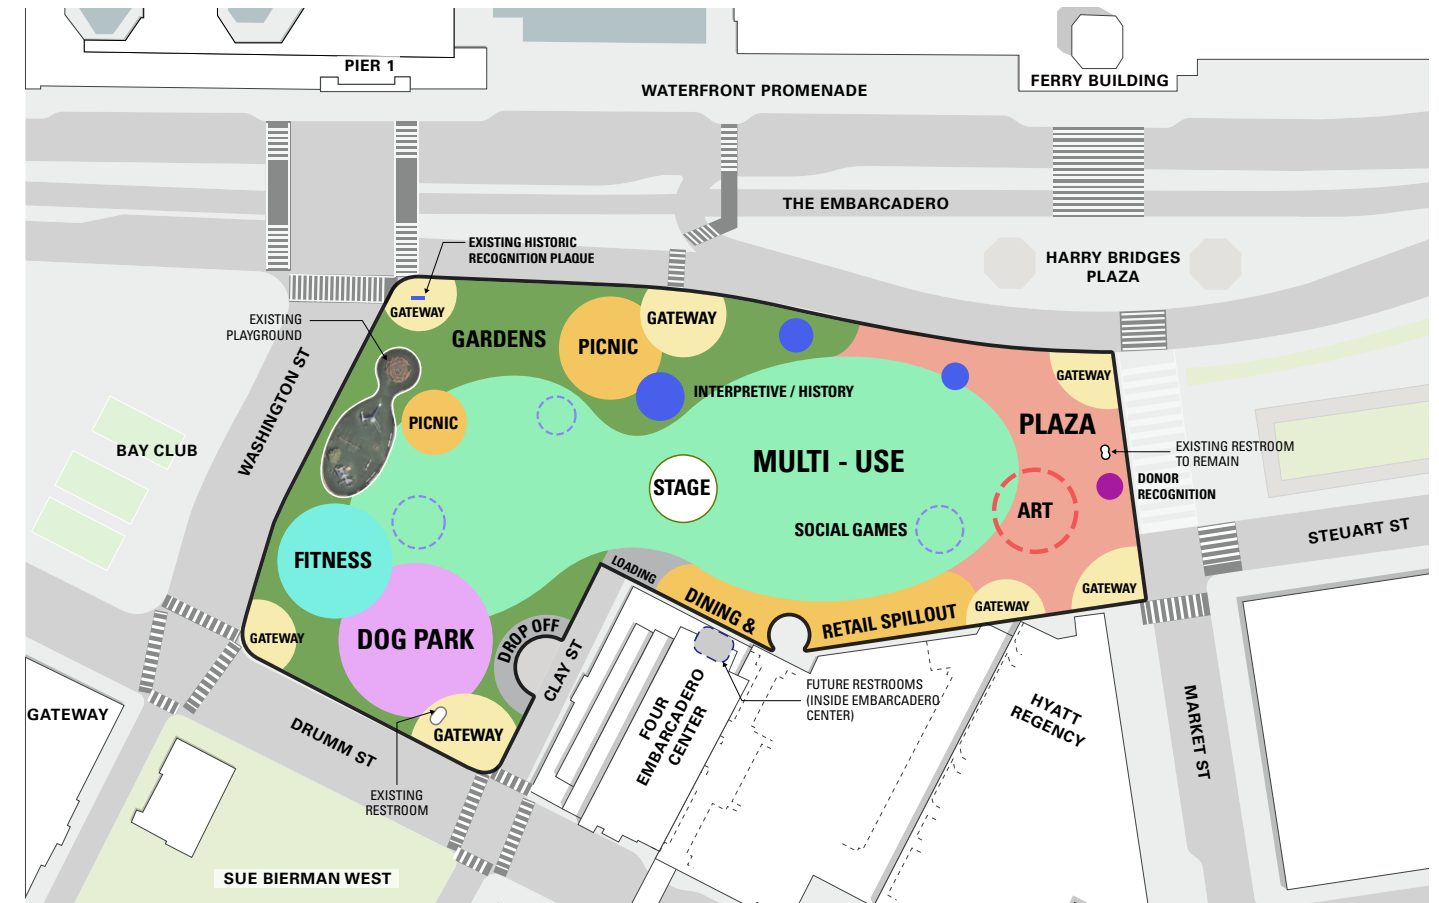 PIER 1
FERRY BUILDING
WATERFRONT PROMENADE
THE EMBARCADERO
EXISTING HISTORIC
RECOGNITION PLAQUE
HARRY BRIDGES
PLAZA
GATEWAY
GATEWAY
EXISTING
PLAYGROUND
GARDENS
PICNIC
GATEWAY
INTERPRETIVE / HISTORY
WASHINGTON ST
PICNIC
PLAZA
BAY CLUB
MULTI - USE
EXISTING RESTROOM
TO REMAIN
STAGE
DONOR
RECOGNITION
ART
SOCIAL GAMES
STEUART ST
FITNESS
LOADING
DINING &
RETAIL SPILLOUT
GATEWAY
GATEWAY
GATEWAY
DOG PARK
DROP OFF
CLAY ST
FUTURE RESTROOMS
(INSIDE EMBARCADERO
CENTER)
FOUR
EMBARCADERO
CENTER
HYATT
REGENCY
MARKET ST
GATEWAY
DRUMM ST
GATEWAY
EXISTING
RESTROOM
SUE BIERMAN WEST